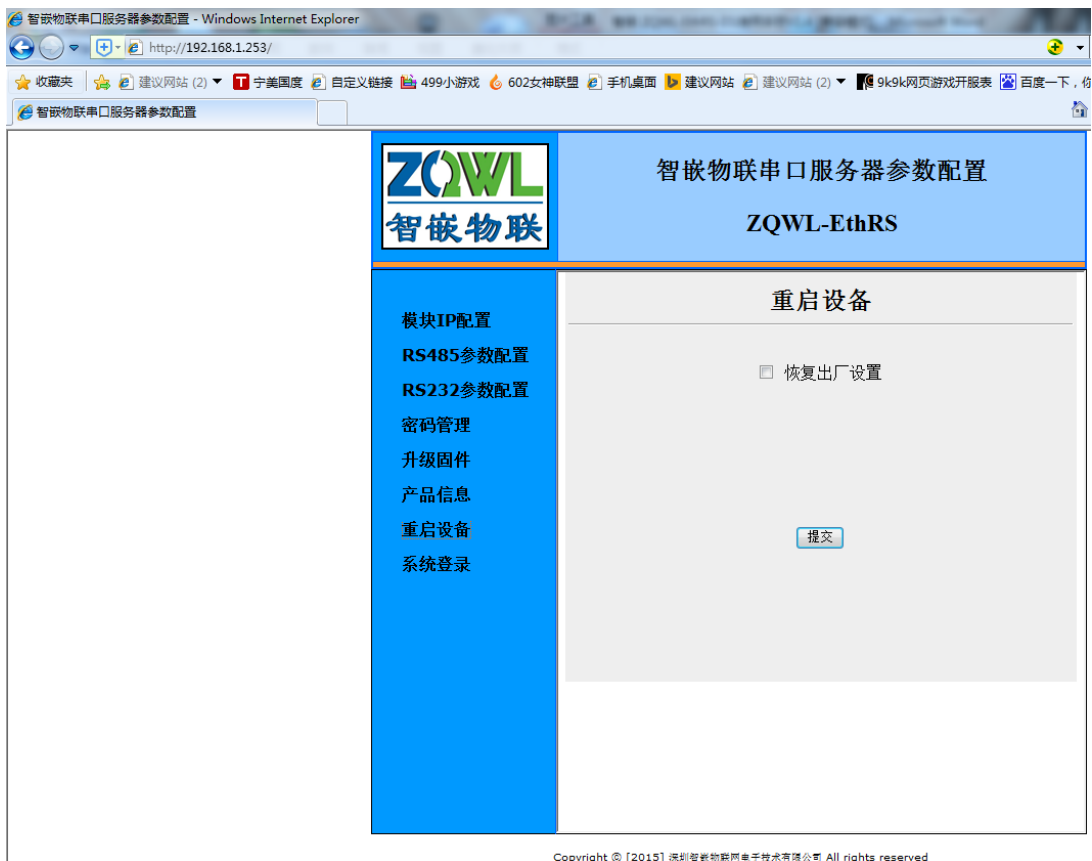 智嵌物联串口服务器参数配置 - Windows Internet Explorer
http://192.168.1.253/
收藏夹 建议网站 (2) 宁美国度 自定义链接 499小游戏 602女神联盟 手机桌面 建议网站 建议网站 (2) 9k9k网页游戏开服表 百度一下，你
智嵌物联串口服务器参数配置
ZQWL
智嵌物联
智嵌物联串口服务器参数配置
ZQWL-EthRS
模块IP配置
RS485参数配置
RS232参数配置
密码管理
升级固件
产品信息
重启设备
系统登录
重启设备
恢复出厂设置
提交
Copyright © [2015] 深圳智嵌物联网电子技术有限公司 All rights reserved